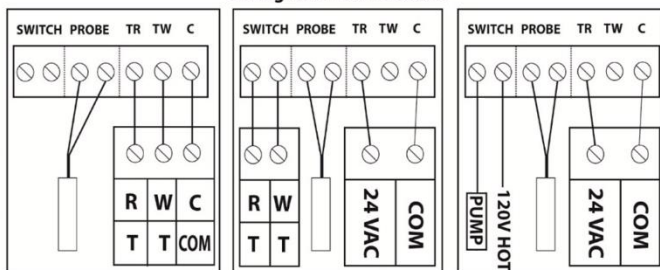 SWITCH PROBE TR TW C
R W C
T T COM
SWITCH PROBE TR TW C
R W
T T
24 VAC
COM
SWITCH PROBE TR TW C
PUMP
120V HOT
24 VAC
COM